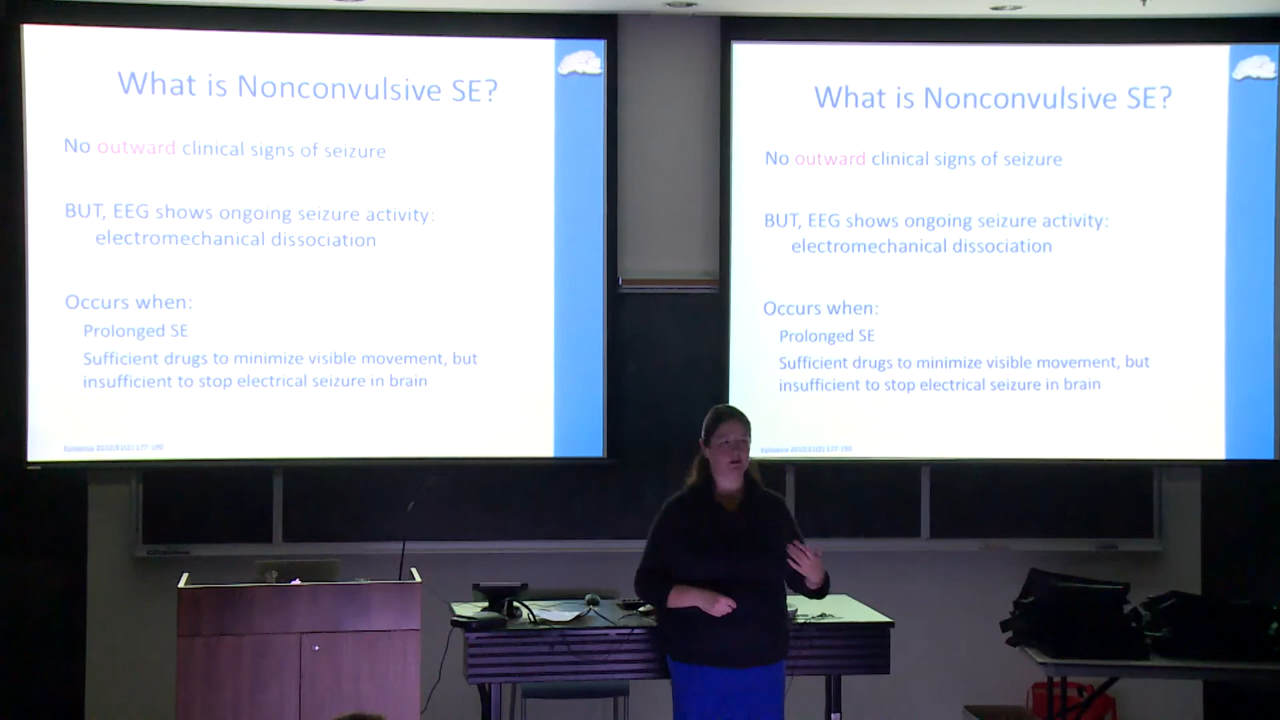 What is Nonconvulsive SE?
No outward clinical signs of seizure
BUT, EEG shows ongoing seizure activity:
electromechanical dissociation
Occurs when:
Prolonged SE
Sufficient drugs to minimize visible movement, but
insufficient to stop electrical seizure in brain
What is Nonconvulsive SE?
No outward clinical signs of seizure
BUT, EEG shows ongoing seizure activity:
electromechanical dissociation
Occurs when:
Prolonged SE
Sufficient drugs to minimize visible movement, but
insufficient to stop electrical seizure in brain